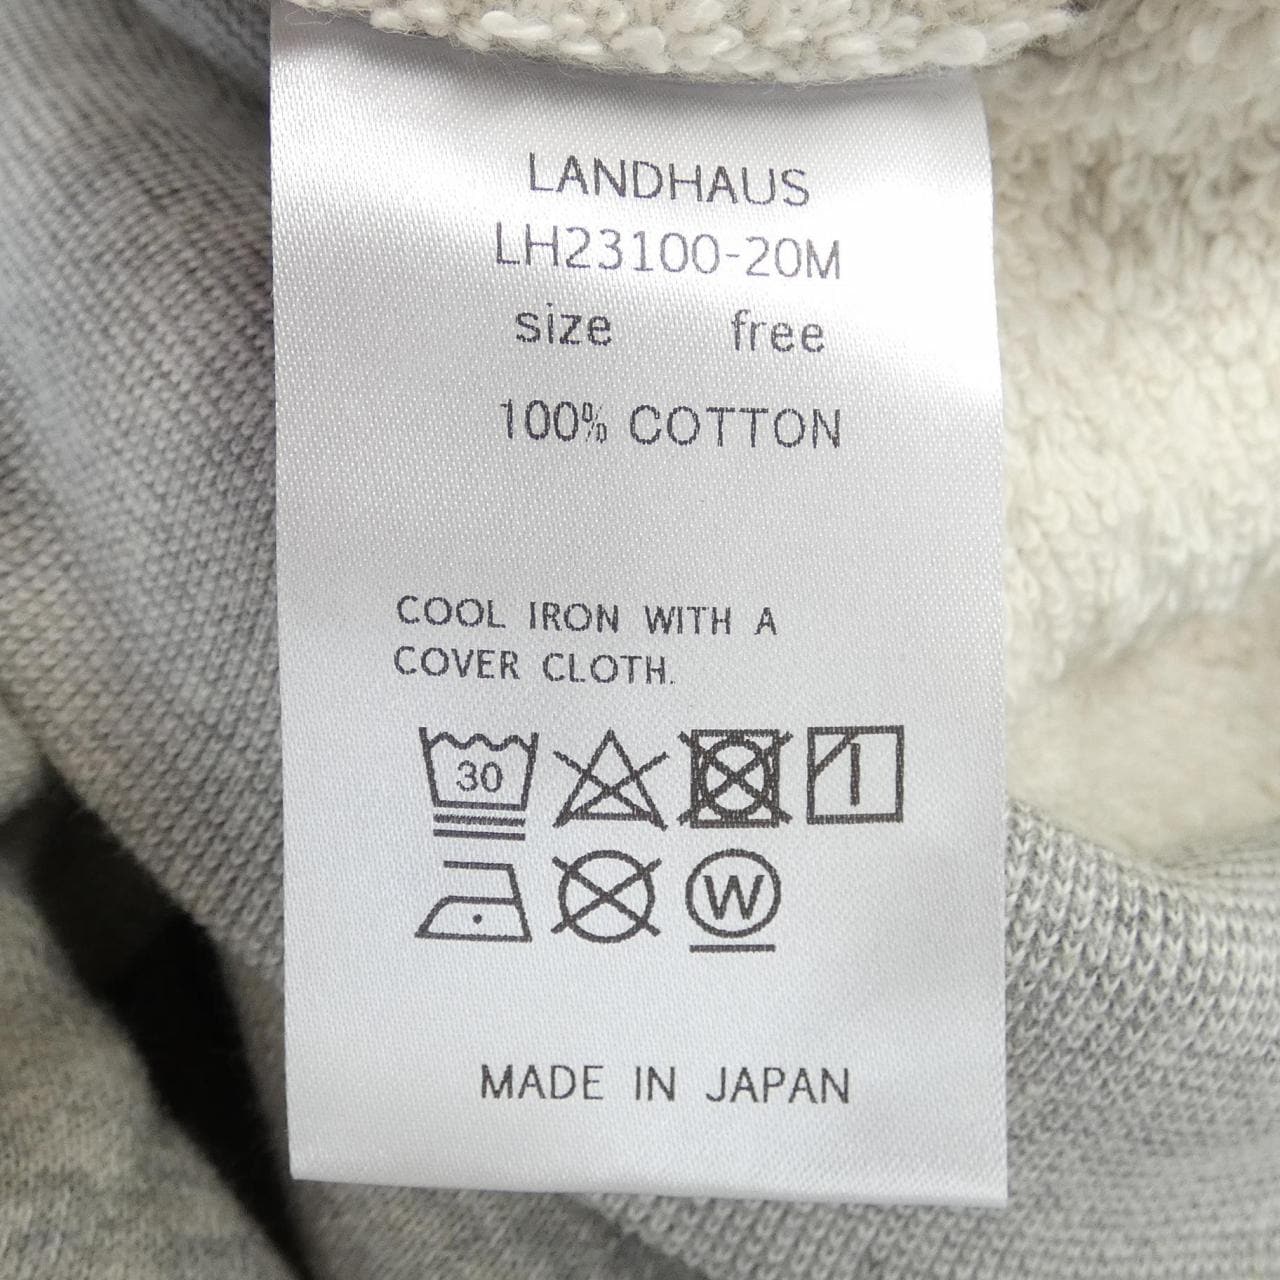 LANDHAUS
LH23100-20M
size free
100% COTTON
COOL IRON WITH A
COVER CLOTH.
30
W
MADE IN JAPAN